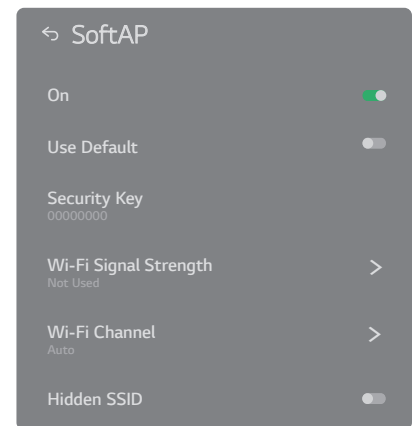 SoftAP
On
Use Default
Security Key
00000000
Wi-Fi Signal Strength
Not Used
Wi-Fi Channel
Auto
Hidden SSID